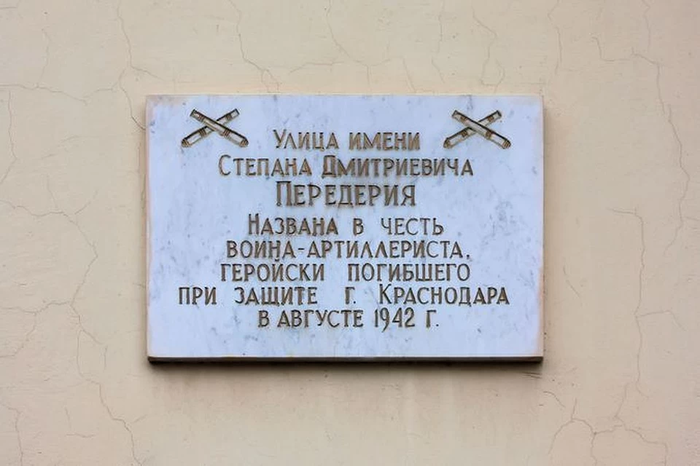 Улица имени
Степана Дмитриевича
Передерия
Названа в честь
воина-артиллериста,
геройски погибшего
при защите г. Краснодара
в августе 1942 г.